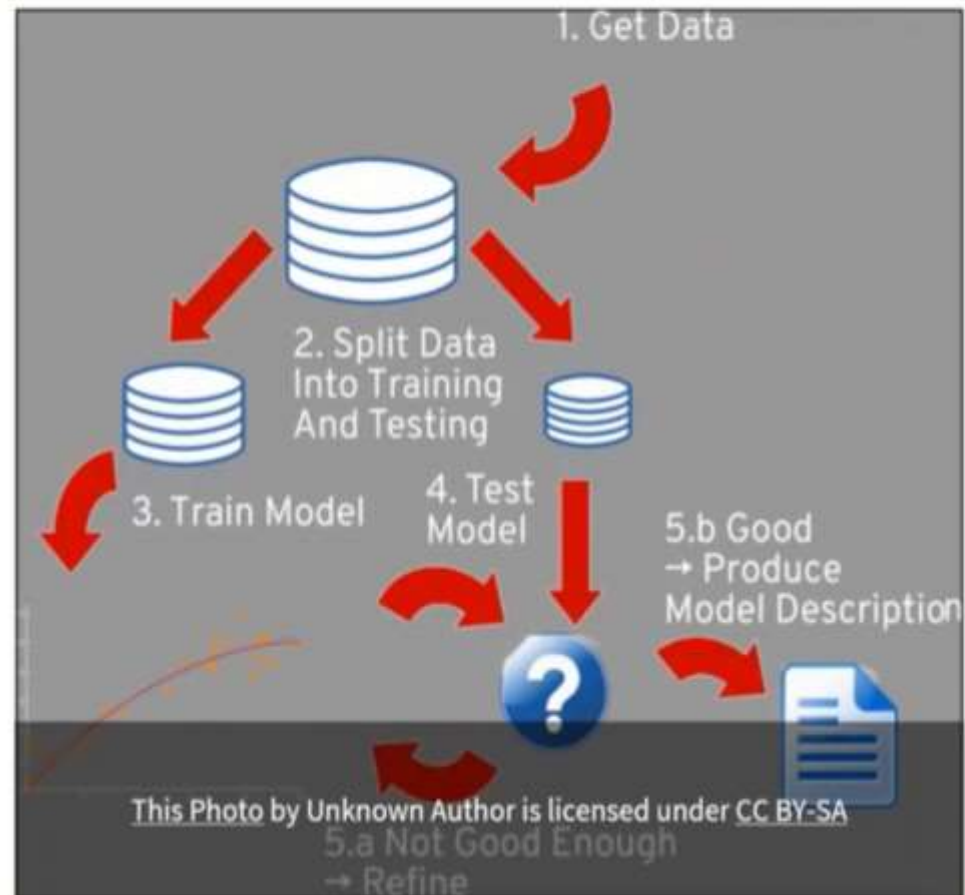 1. Get Data
2. Split Data
Into Training
And Testing
3. Train Model
4. Test
Model
5.b Good
→ Produce
Model Description
This Photo by Unknown Author is licensed under CC BY-SA
5.a Not Good Enough
→ Refine